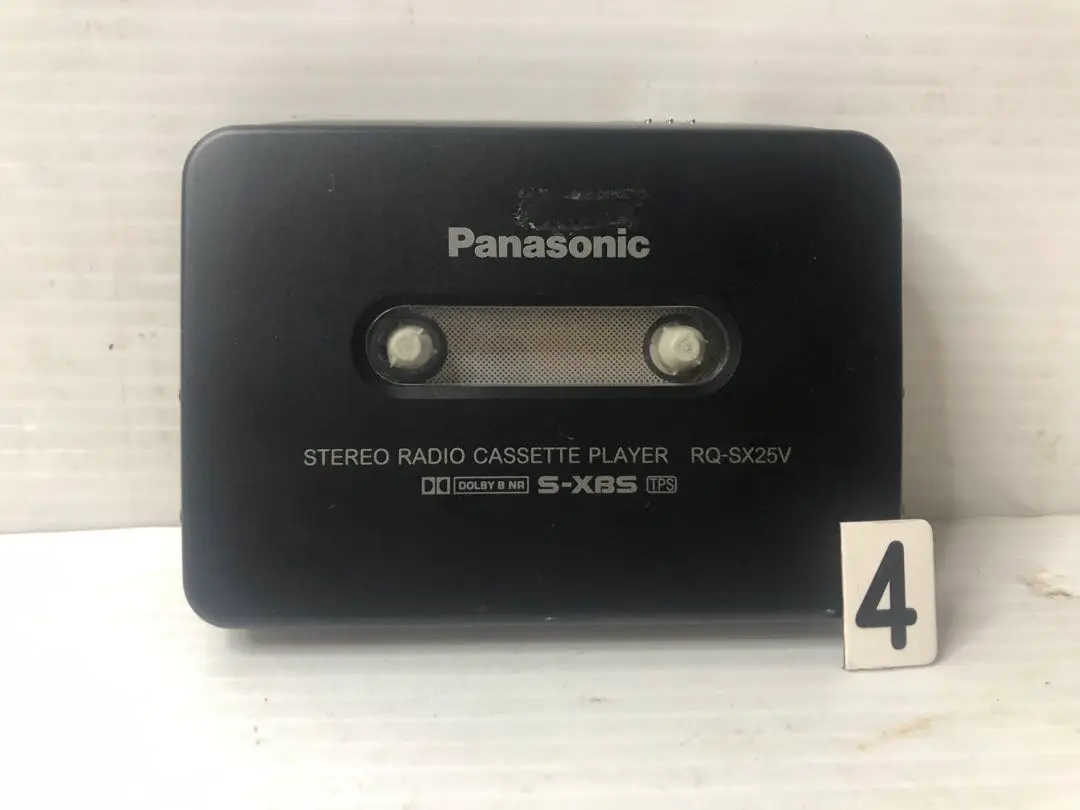 Panasonic
STEREO RADIO CASSETTE PLAYER RQ-SX25V
DOLBY B NR S-XBS TPS
4